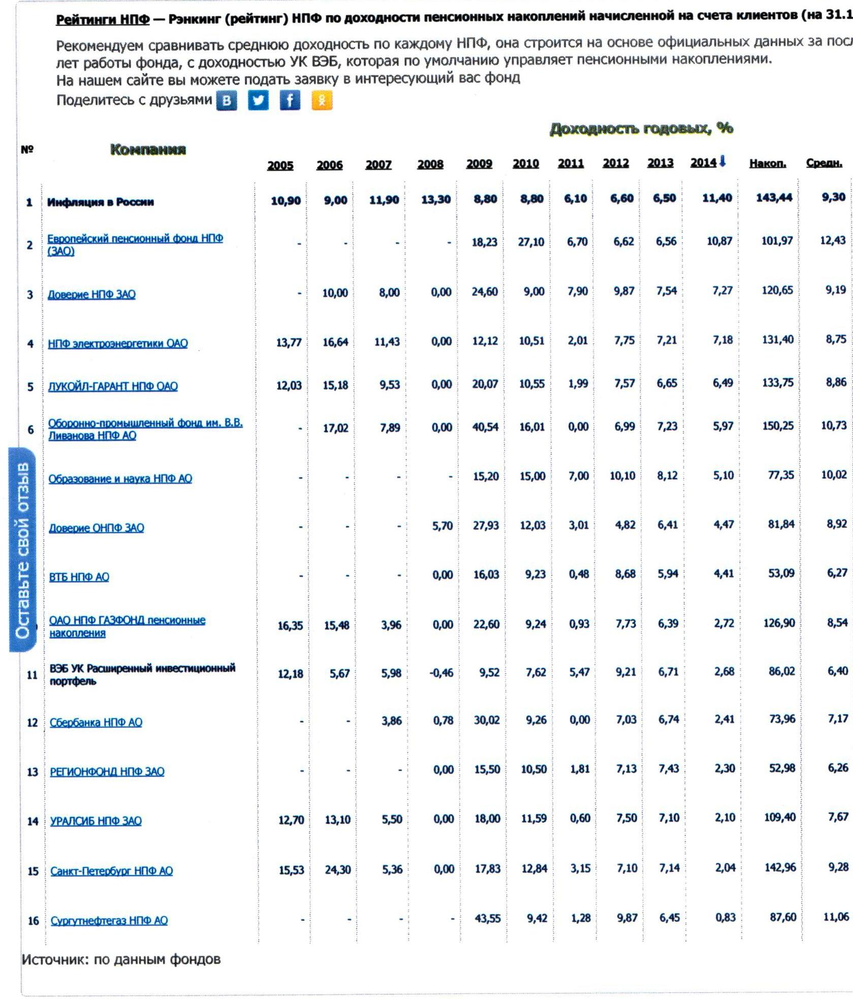 Рейтинги НПФ — Рэнкинг (рейтинг) НПФ по доходности пенсионных накоплений начисленной на счета клиентов (на 31.1
Рекомендуем сравнивать среднюю доходность по каждому НПФ, она строится на основе официальных данных за
лет работы фонда, с доходностью УК ВЭБ, которая по умолчанию управляет пенсионными накоплениями.
На нашем сайте вы можете подать заявку в интересующий вас фонд
Поделитесь с друзьями
Доходность годовых, %
№ Компания
2005 2006 2007 2008 2009 2010 2011 2012 2013 2014 Накоп. Средн.
1 Инфляция в России 10,90 9,00 11,90 13,30 8,80 8,80 6,10 6,60 6,50 11,40 143,44 9,30
2 Европейский пенсионный фонд НПФ
(ЗАО) - - - - 18,23 27,10 6,70 6,62 6,56 10,87 101,97 12,43
3 Доверие НПФ ЗАО - 10,00 8,00 0,00 24,60 9,00 7,90 9,87 7,54 7,27 120,65 9,19
4 НПФ электроэнергетики ОАО 13,77 16,64 11,43 0,00 12,12 10,51 2,01 7,75 7,21 7,18 131,40 8,75
5 ЛУКОЙЛ-ГАРАНТ НПФ ОАО 12,03 15,18 9,53 0,00 20,07 10,55 1,99 7,57 6,65 6,49 133,75 8,86
6 Оборонно-промышленный фонд им. В.В.
Ливанова НПФ АО - 17,02 7,89 0,00 40,54 16,01 0,00 6,99 7,23 5,97 150,25 10,73
Образование и наука НПФ АО - - - - 15,20 15,00 7,00 10,10 8,12 5,10 77,35 10,02
Доверие ОНПФ ЗАО - - - 5,70 27,93 12,03 3,01 4,82 6,41 4,47 81,84 8,92
ВТБ НПФ АО - - - 0,00 16,03 9,23 0,48 8,68 5,94 4,41 53,09 6,27
ОАО НПФ ГАЗФОНД пенсионные
накопления 16,35 15,48 3,96 0,00 22,60 9,24 0,93 7,73 6,39 2,72 126,90 8,54
11 ВЭБ УК Расширенный инвестиционный
портфель 12,18 5,67 5,98 -0,46 9,52 7,62 5,47 9,21 6,71 2,68 86,02 6,40
12 Сбербанка НПФ АО - - 3,86 0,78 30,02 9,26 0,00 7,03 6,74 2,41 73,96 7,17
13 РЕГИОНФОНД НПФ ЗАО - - - 0,00 15,50 10,50 1,81 7,13 7,43 2,30 52,98 6,26
14 УРАЛСИБ НПФ ЗАО 12,70 13,10 5,50 0,00 18,00 11,59 0,60 7,50 7,10 2,10 109,40 7,67
15 Санкт-Петербург НПФ АО 15,53 24,30 5,36 0,00 17,83 12,84 3,15 7,10 7,14 2,04 142,96 9,28
16 Сургутнефтегаз НПФ АО - - - - 43,55 9,42 1,28 9,87 6,45 0,83 87,60 11,06
Источник: по данным фондов
Оставьте свой отзыв